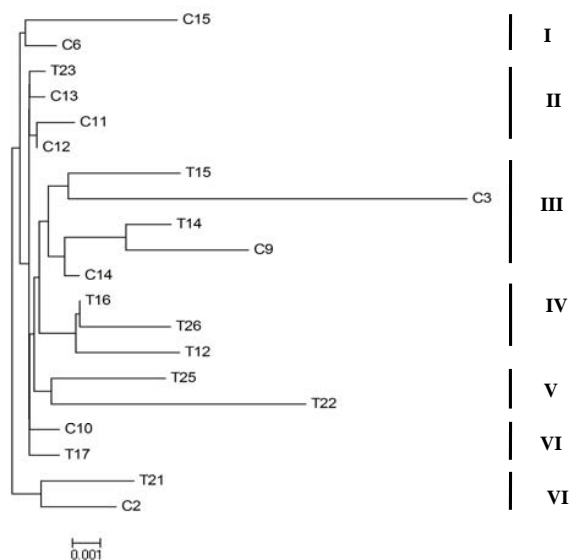 C15
I
C6
T23
C13
II
C11
C12
T15
C3
III
T14
C9
C14
T16
IV
T26
T12
T25
V
T22
C10
VI
T17
T21
VI
C2
0.001